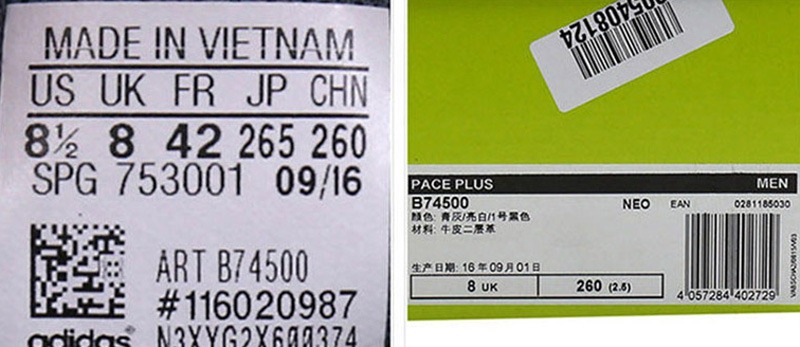 MADE IN VIETNAM
US UK FR JP CHN
8½ 8 42 265 260
SPG 753001 09/16
ART B74500
#116020987
adidas N3XYG2X600374
05408124
PACE PLUS MEN
B74500 NEO EAN 0281185030
颜色: 青灰/亮白/1号黑色
材料: 牛皮二层革
生产日期: 16年09月01日
8 UK 260 (2.5)
4 057284 402729